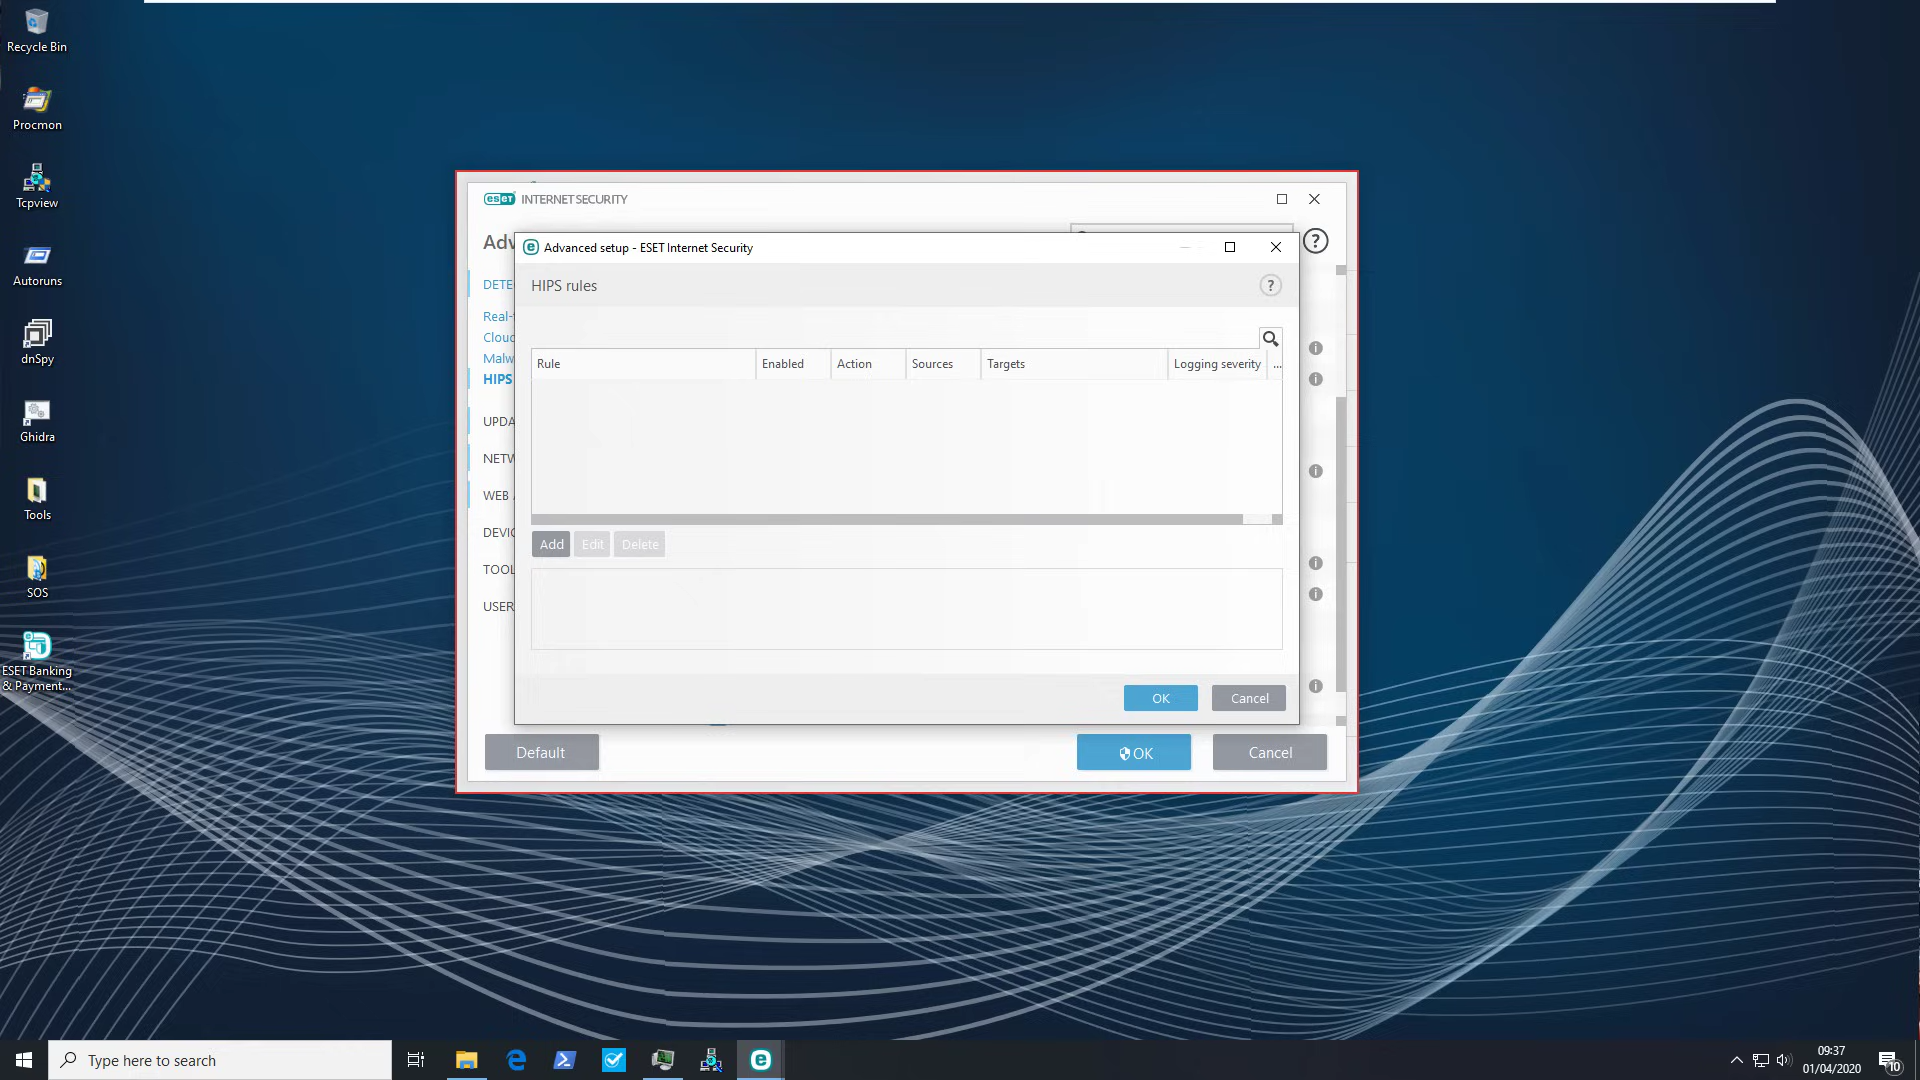 Recycle Bin
Procmon
Tcpview
Autoruns
dnSpy
Ghidra
Tools
SOS
ESET Banking
& Payment...
eset INTERNET SECURITY
Adv
?
e Advanced setup - ESET Internet Security
HIPS rules
?
DETE
Real-
Cloud
Malw
HIPS
UPDA
NETW
WEB
DEVIC
TOOL
USER
Rule Enabled Action Sources Targets Logging severity ...
Add Edit Delete
OK Cancel
Default OK Cancel
Type here to search
09:37
01/04/2020
10